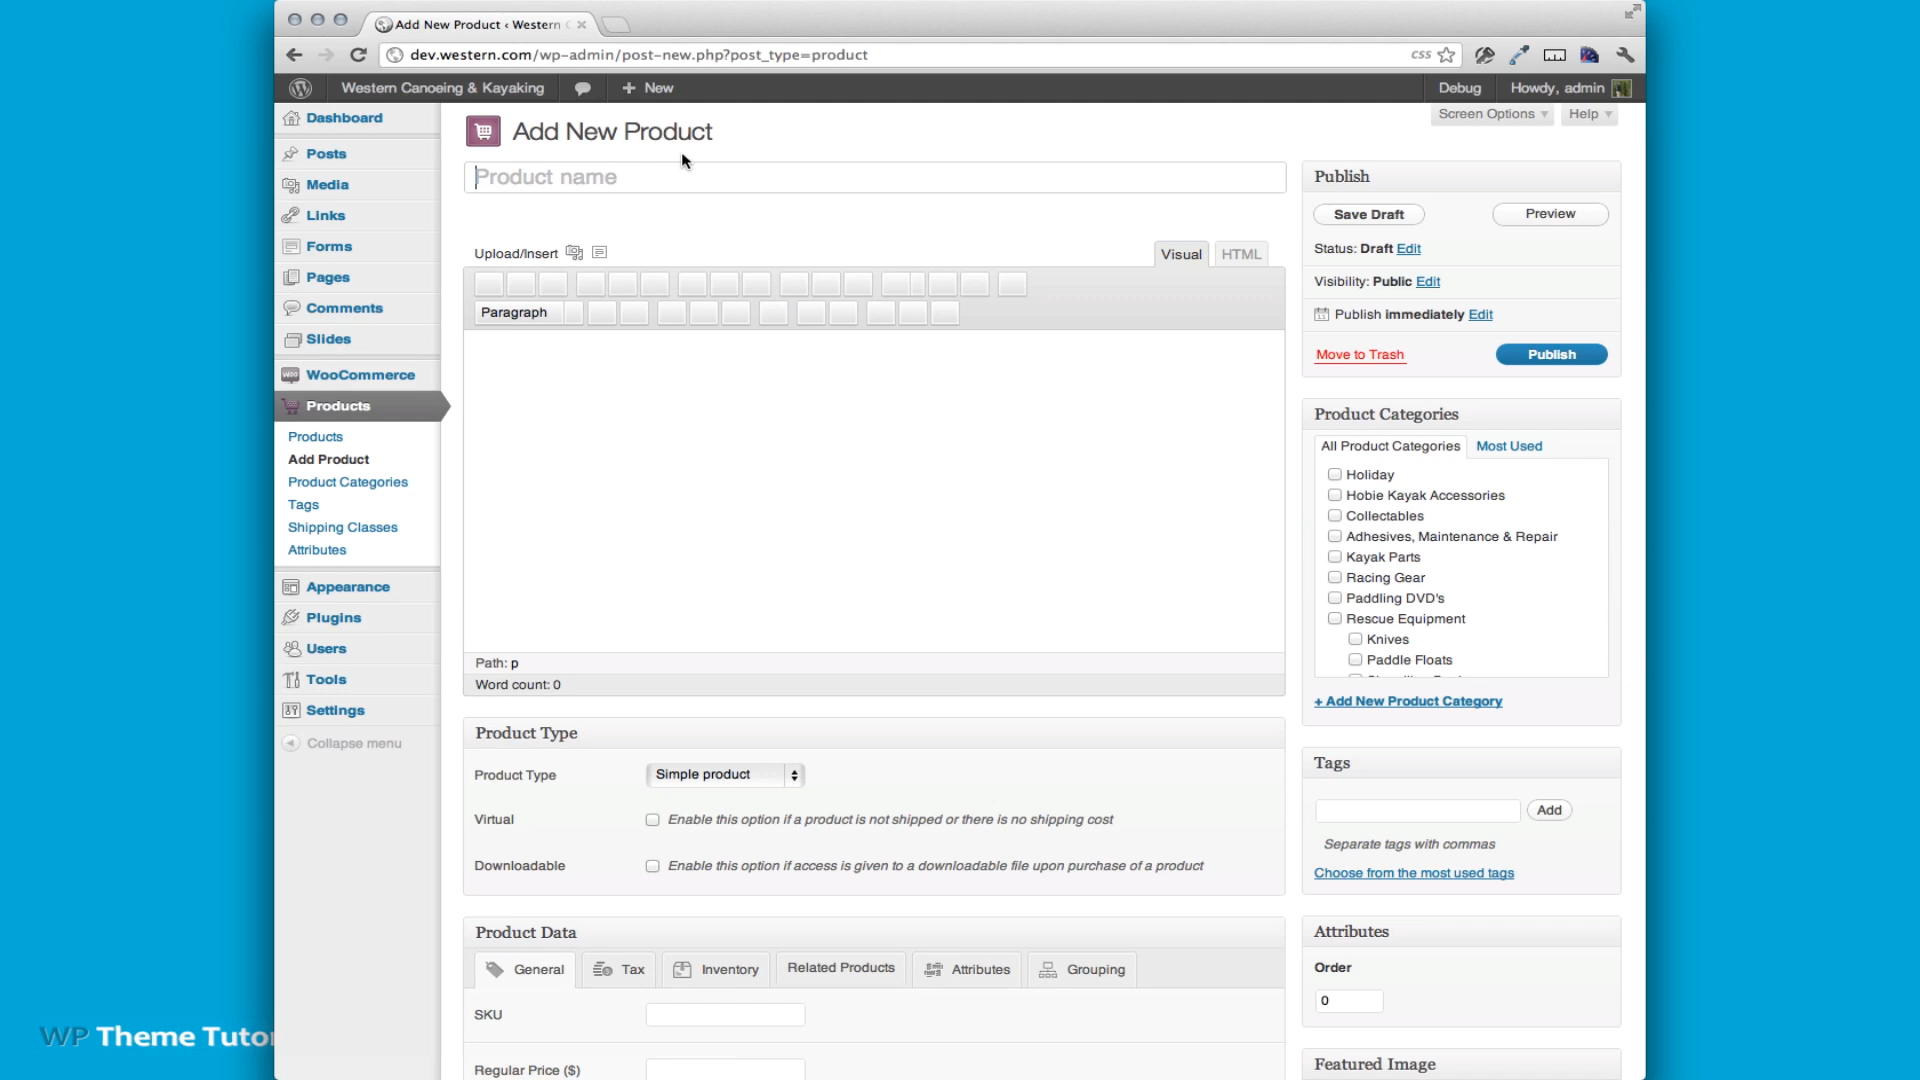 Add New Product ‹ Western C
dev.western.com/wp-admin/post-new.php?post_type=product
CSS
Western Canoeing & Kayaking
+ New
Debug
Howdy, admin
Screen Options
Help
Dashboard
Posts
Media
Links
Forms
Pages
Comments
Slides
WooCommerce
Products
Products
Add Product
Product Categories
Tags
Shipping Classes
Attributes
Appearance
Plugins
Users
Tools
Settings
Collapse menu
Add New Product
Product name
Upload/Insert
Visual
HTML
Paragraph
Path: p
Word count: 0
Product Type
Product Type
Simple product
Virtual
Enable this option if a product is not shipped or there is no shipping cost
Downloadable
Enable this option if access is given to a downloadable file upon purchase of a product
Product Data
General
Tax
Inventory
Related Products
Attributes
Grouping
SKU
Regular Price ($)
Publish
Save Draft
Preview
Status: Draft Edit
Visibility: Public Edit
Publish immediately Edit
Move to Trash
Publish
Product Categories
All Product Categories
Most Used
Holiday
Hobie Kayak Accessories
Collectables
Adhesives, Maintenance & Repair
Kayak Parts
Racing Gear
Paddling DVD's
Rescue Equipment
Knives
Paddle Floats
+ Add New Product Category
Tags
Add
Separate tags with commas
Choose from the most used tags
Attributes
Order
0
Featured Image
WP Theme Tutor